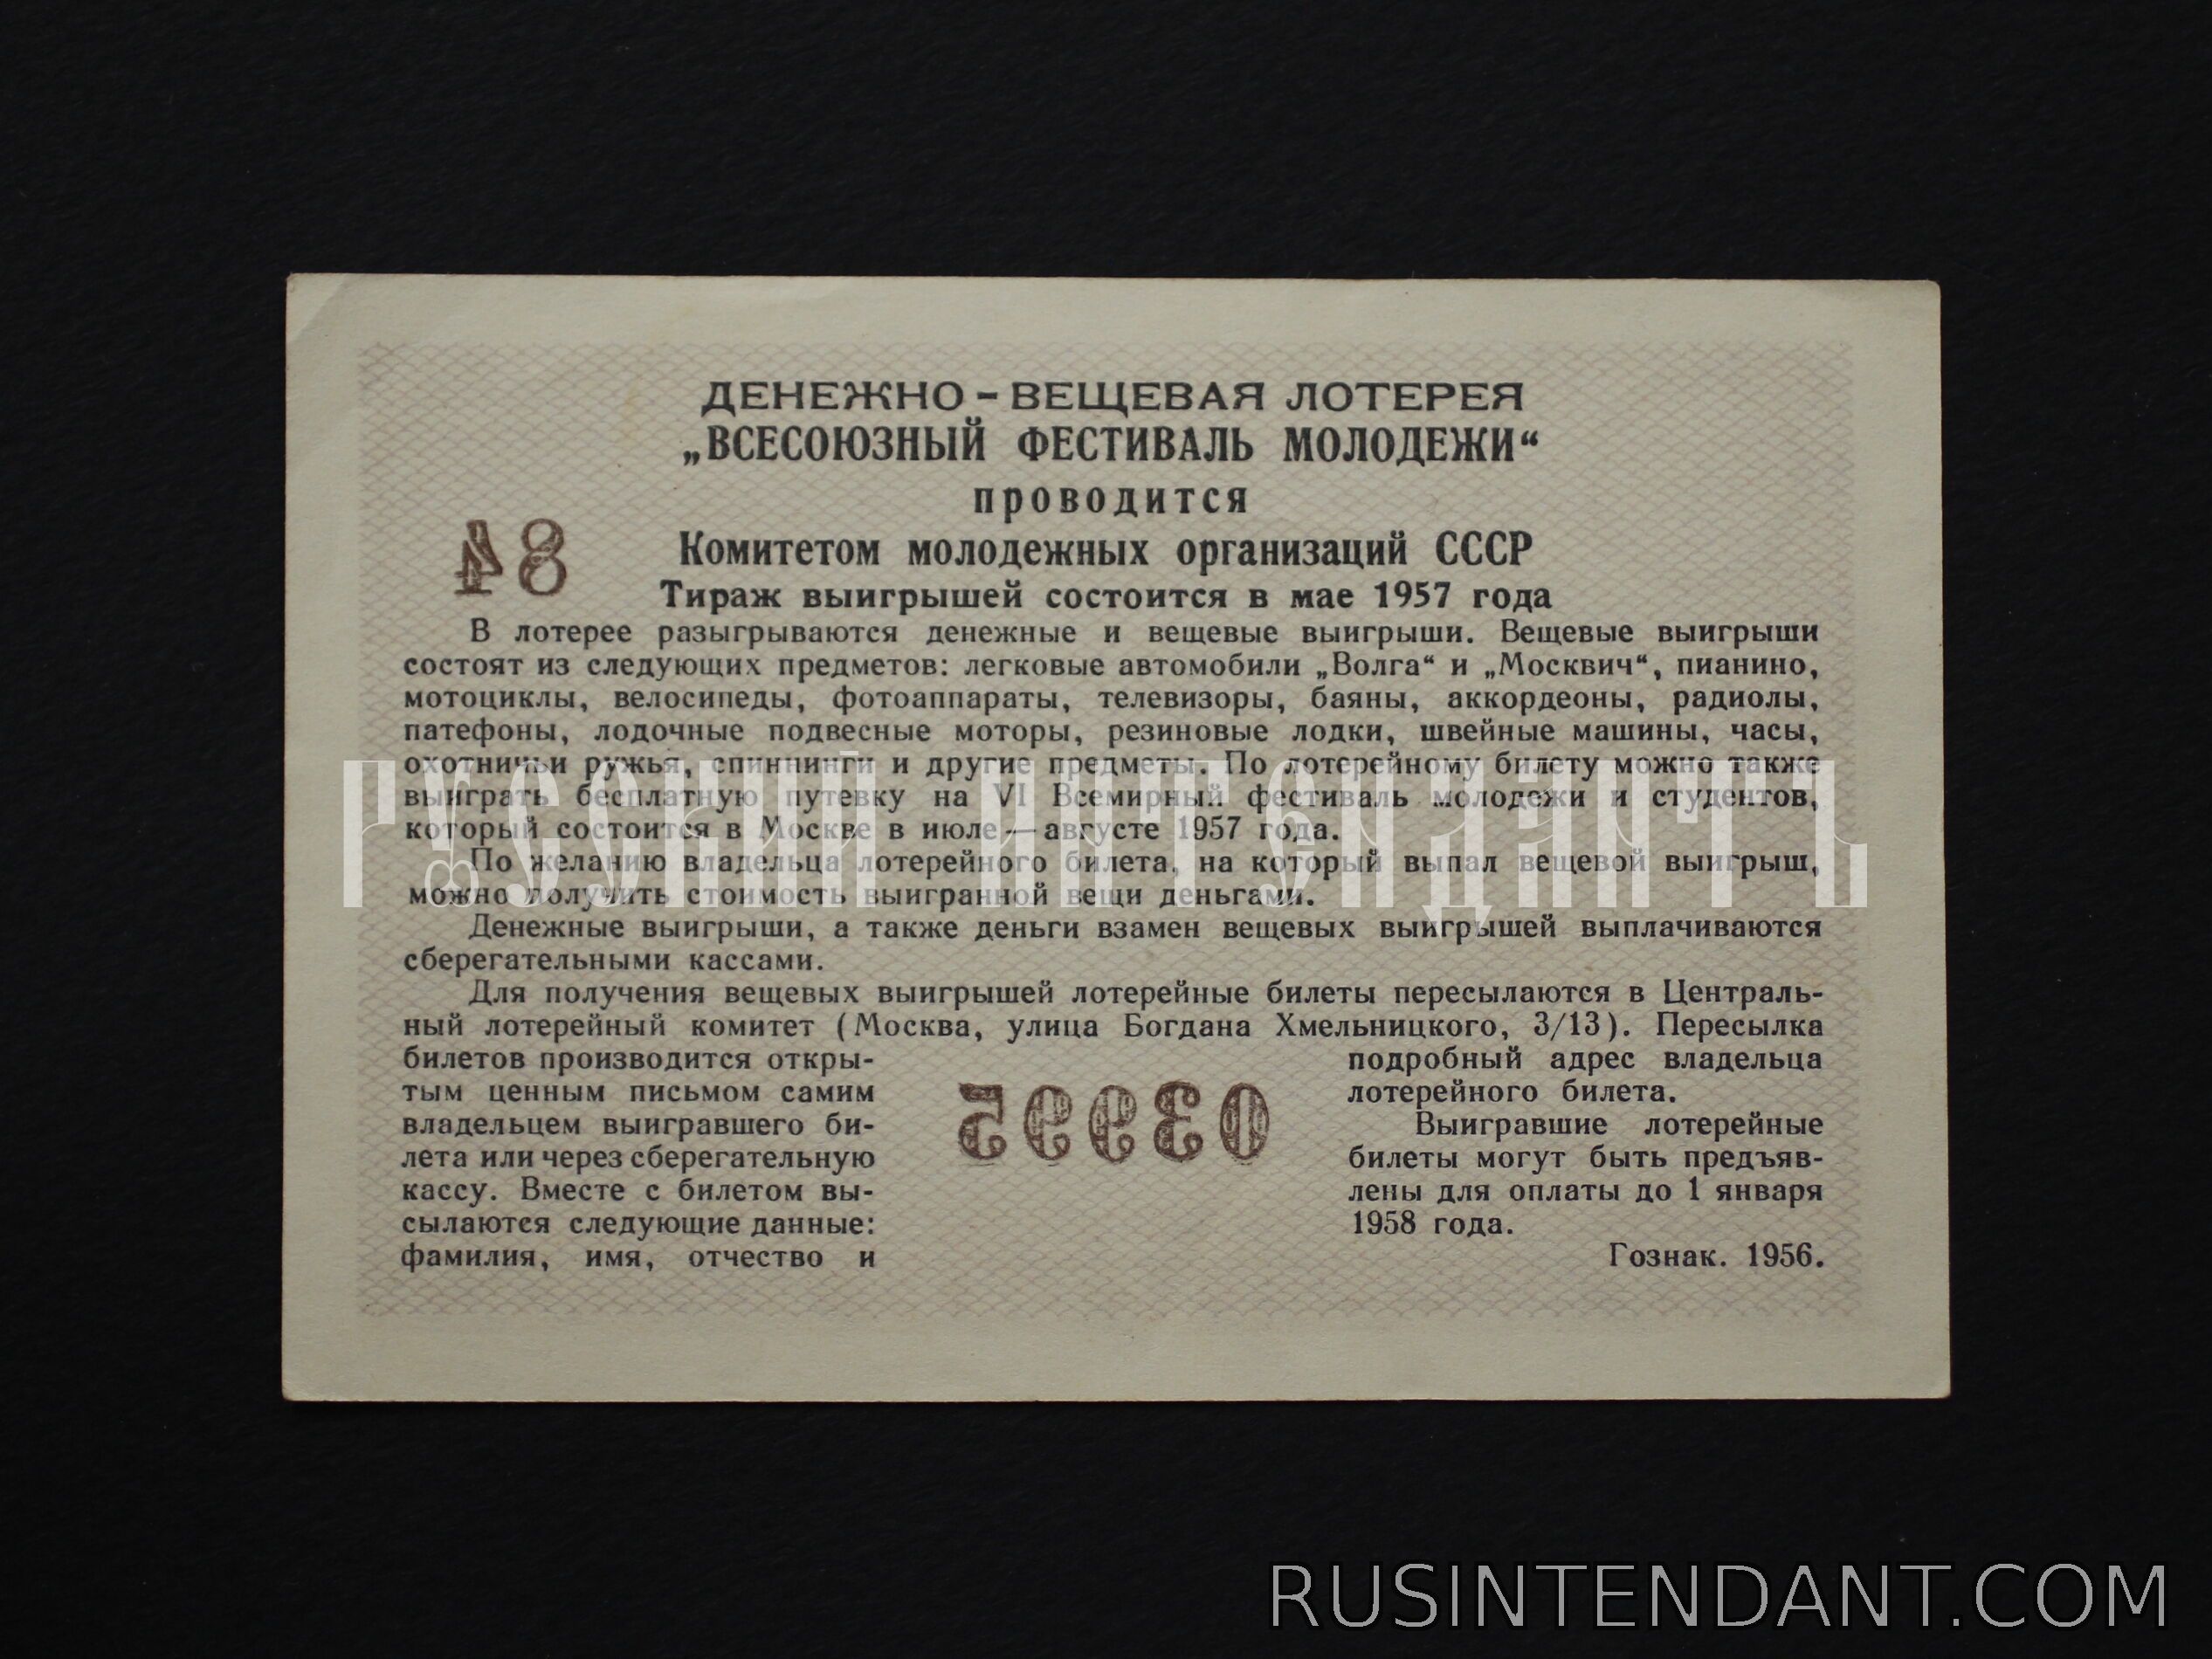 ДЕНЕЖНО-ВЕЩЕВАЯ ЛОТЕРЕЯ
„ВСЕСОЮЗНЫЙ ФЕСТИВАЛЬ МОЛОДЕЖИ“
проводится
84
Комитетом молодежных организаций СССР
Тираж выигрышей состоится в мае 1957 года
В лотерее разыгрываются денежные и вещевые выигрыши. Вещевые выигрыши
состоят из следующих предметов: легковые автомобили „Волга“ и „Москвич“, пианино,
мотоциклы, велосипеды, фотоаппараты, телевизоры, баяны, аккордеоны, радиолы,
патефоны, лодочные подвесные моторы, резиновые лодки, швейные машины, часы,
охотничьи ружья, спиннинги и другие предметы. По лотерейному билету можно также
выиграть бесплатную путевку на VI Всемирный фестиваль молодежи и студентов,
который состоится в Москве в июле — августе 1957 года.
РУССКИЙ ИНТЕНДАНТЪ
По желанию владельца лотерейного билета, на который выпал вещевой выигрыш,
можно получить стоимость выигранной вещи деньгами.
Денежные выигрыши, а также деньги взамен вещевых выигрышей выплачиваются
сберегательными кассами.
Для получения вещевых выигрышей лотерейные билеты пересылаются в Централь-
ный лотерейный комитет (Москва, улица Богдана Хмельницкого, 3/13). Пересылка
билетов производится откры-
тым ценным письмом самим
владельцем выигравшего би-
лета или через сберегательную
кассу. Вместе с билетом вы-
сылаются следующие данные:
фамилия, имя, отчество и
03995
подробный адрес владельца
лотерейного билета.
Выигравшие лотерейные
билеты могут быть предъяв-
лены для оплаты до 1 января
1958 года.
Гознак. 1956.
RUSINTENDANT.COM